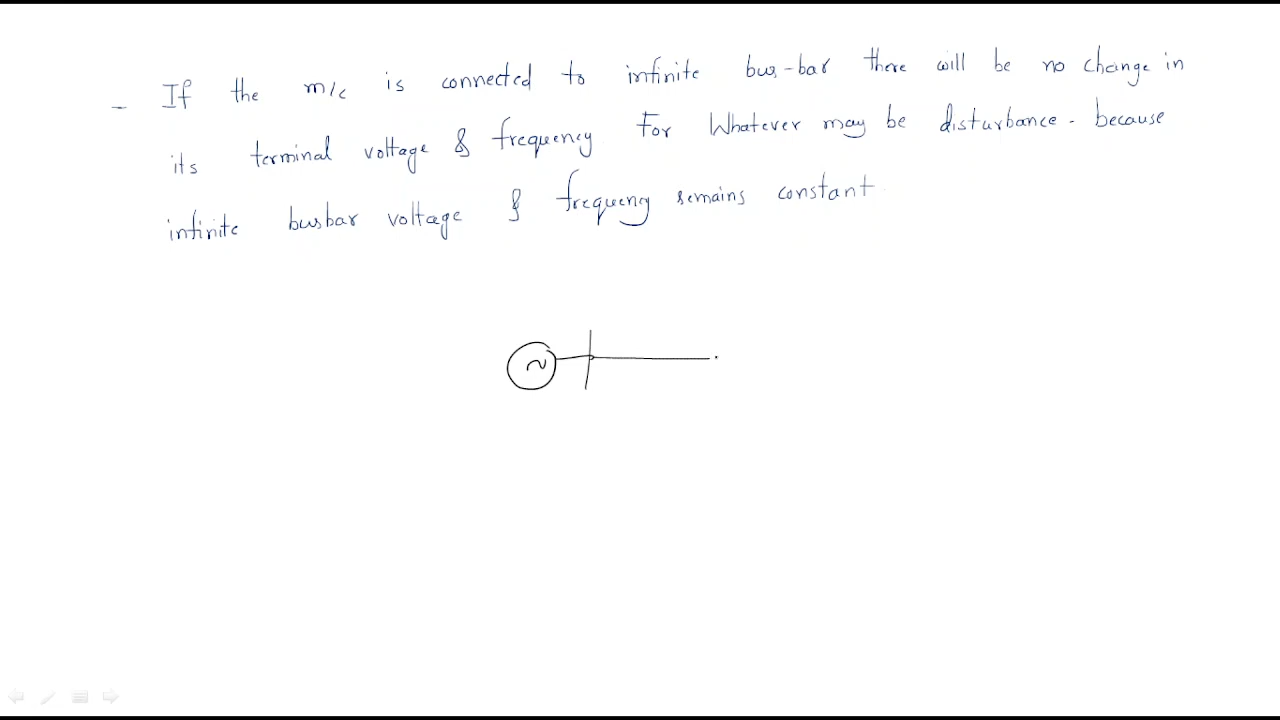 - If the m/c is connected to infinite bus-bar there will be no change in
its terminal voltage & frequency For Whatever may be disturbance. because
infinite busbar voltage & frequency remains constant
~